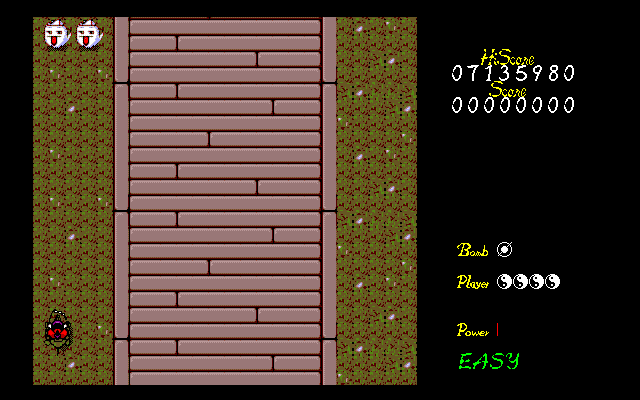 HiScore
07135980
Score
00000000
Bomb
Player
Power
EASY